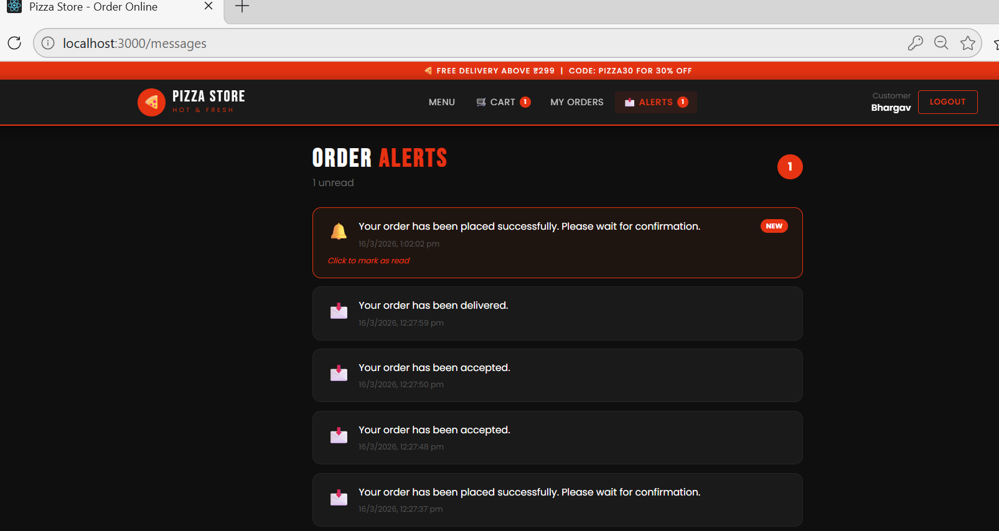 Pizza Store - Order Online
localhost:3000/messages
FREE DELIVERY ABOVE ₹299 | CODE: PIZZA30 FOR 30% OFF
PIZZA STORE
HOT & FRESH
MENU
CART 1
MY ORDERS
ALERTS 1
Customer
Bhargav
LOGOUT
ORDER ALERTS
1
1 unread
Your order has been placed successfully. Please wait for confirmation.
NEW
16/3/2026, 1:02:02 pm
Click to mark as read
Your order has been delivered.
16/3/2026, 12:27:59 pm
Your order has been accepted.
16/3/2026, 12:27:50 pm
Your order has been accepted.
16/3/2026, 12:27:48 pm
Your order has been placed successfully. Please wait for confirmation.
16/3/2026, 12:27:37 pm